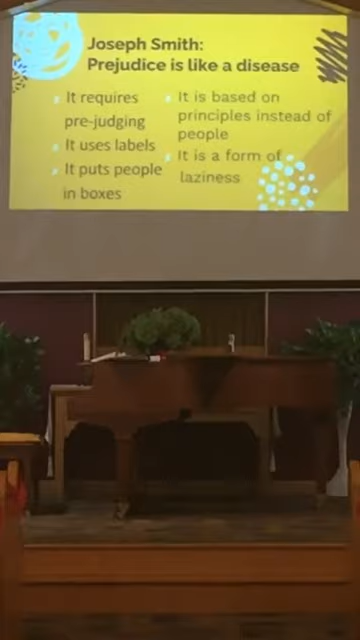 Joseph Smith:
Prejudice is like a disease
It requires
pre-judging
It uses labels
It puts people
in boxes
It is based on
principles instead of
people
It is a form of
laziness